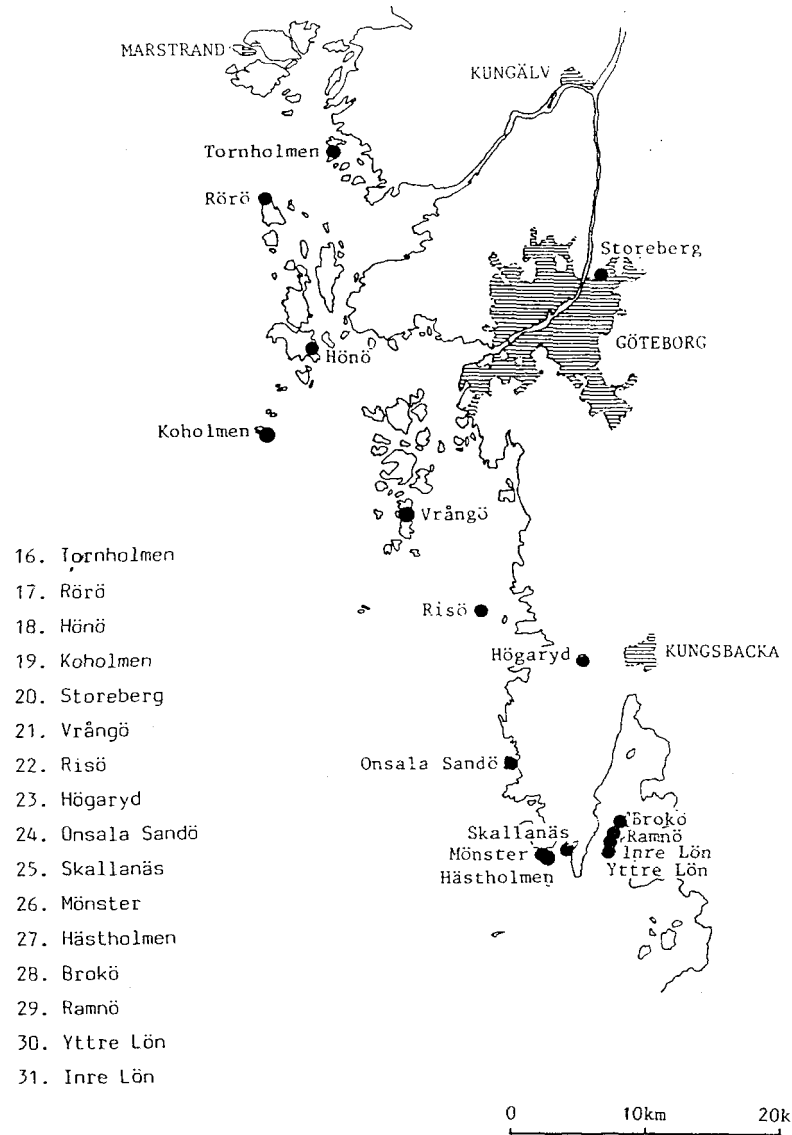 MARSTRAND
KUNGÄLV
Tornholmen
Rörö
Storeberg
GÖTEBORG
Hönö
Koholmen
Vrångö
Risö
Högaryd
KUNGSBACKA
Onsala Sandö
Brokö
Skallanäs
Ramnö
Mönster
Inre Lön
Hästholmen
Yttre Lön
16. Tornholmen
17. Rörö
18. Hönö
19. Koholmen
20. Storeberg
21. Vrångö
22. Risö
23. Högaryd
24. Onsala Sandö
25. Skallanäs
26. Mönster
27. Hästholmen
28. Brokö
29. Ramnö
30. Yttre Lön
31. Inre Lön
0 10km 20k